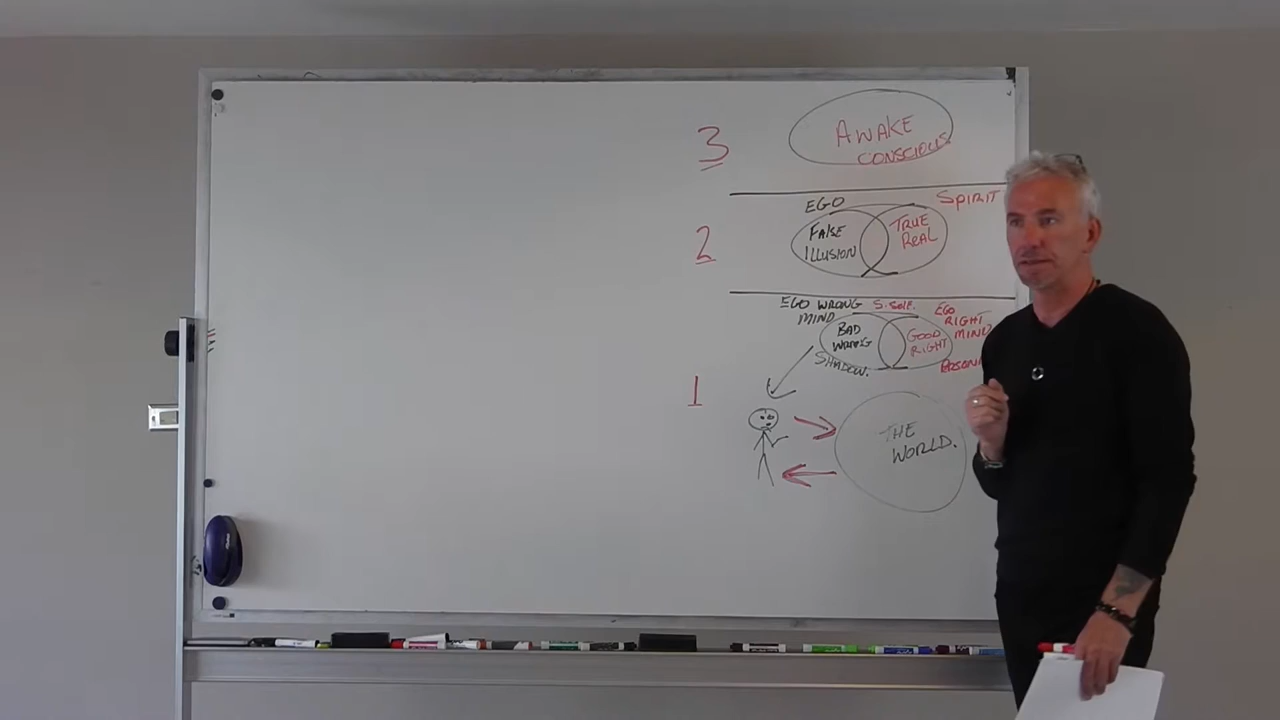 3
AWAKE
CONSCIOUS
EGO
SPIRIT
2
FALSE
ILLUSION
TRUE
REAL
EGO WRONG
MIND
S. SOLE.
EGO
RIGHT
MIND
BAD
WRONG
GOOD
RIGHT
SHADOW.
1
THE
WORLD.